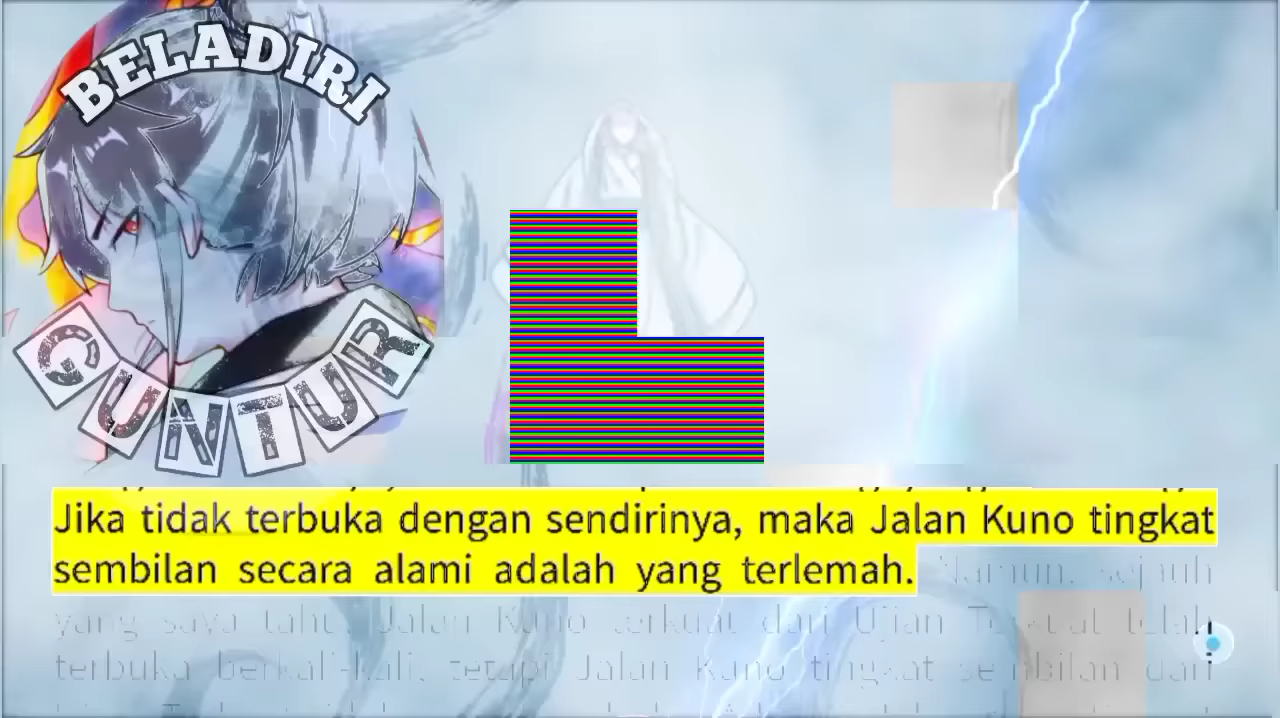 BELADIRI
GUNTUR
Jika tidak terbuka dengan sendirinya, maka Jalan Kuno tingkat
sembilan secara alami adalah yang terlemah. Namun, sejauh
yang saya tahu, Jalan Kuno terkuat dari Ujian telah
terbuka berkali-kali, tetapi Jalan Kuno tingkat sembilan dari